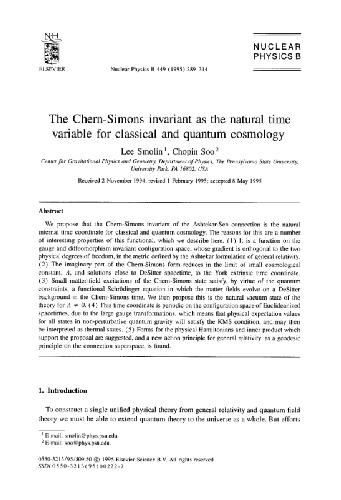 NH
ELSEVIER
Nuclear Physics B 449 (1995) 289–314
NUCLEAR
PHYSICS B
The Chern-Simons invariant as the natural time
variable for classical and quantum cosmology
Lee Smolin 1, Chopin Soo 2
Center for Gravitational Physics and Geometry, Department of Physics, The Pennsylvania State University,
University Park, PA 16802, USA
Received 2 November 1994; revised 1 February 1995; accepted 8 May 1995
Abstract
We propose that the Chern-Simons invariant of the Ashtekar-Sen connection is the natural
internal time coordinate for classical and quantum cosmology. The reasons for this are a number
of interesting properties of this functional, which we describe here. (1) It is a function on the
gauge and diffeomorphism invariant configuration space, whose gradient is orthogonal to the two
physical degrees of freedom, in the metric defined by the Ashtekar formulation of general relativity.
(2) The imaginary part of the Chern-Simons form reduces in the limit of small cosmological
constant, Λ, and solutions close to DeSitter spacetime, to the York extrinsic time coordinate.
(3) Small matter-field excitations of the Chern-Simons state satisfy, by virtue of the quantum
constraints, a functional Schrödinger equation in which the matter fields evolve on a DeSitter
background in the Chern-Simons time. We then propose this is the natural vacuum state of the
theory for Λ ≠ 0. (4) This time coordinate is periodic on the configuration space of Euclideanized
spacetimes, due to the large gauge transformations, which means that physical expectation values
for all states in non-perturbative quantum gravity will satisfy the KMS condition, and may then
be interpreted as thermal states. (5) Forms for the physical Hamiltonians and inner product which
support the proposal are suggested, and a new action principle for general relativity, as a geodesic
principle on the connection superspace, is found.
1. Introduction
To construct a single unified physical theory from general relativity and quantum field
theory we must be able to extend quantum theory to the universe as a whole. But efforts
1 E-mail: smolin@phys.psu.edu
2 E-mail: soo@phys.psu.edu
0550-3213/95/$09.50 © 1995 Elsevier Science B.V. All rights reserved
SSDI 0550-3213(95)00222-7